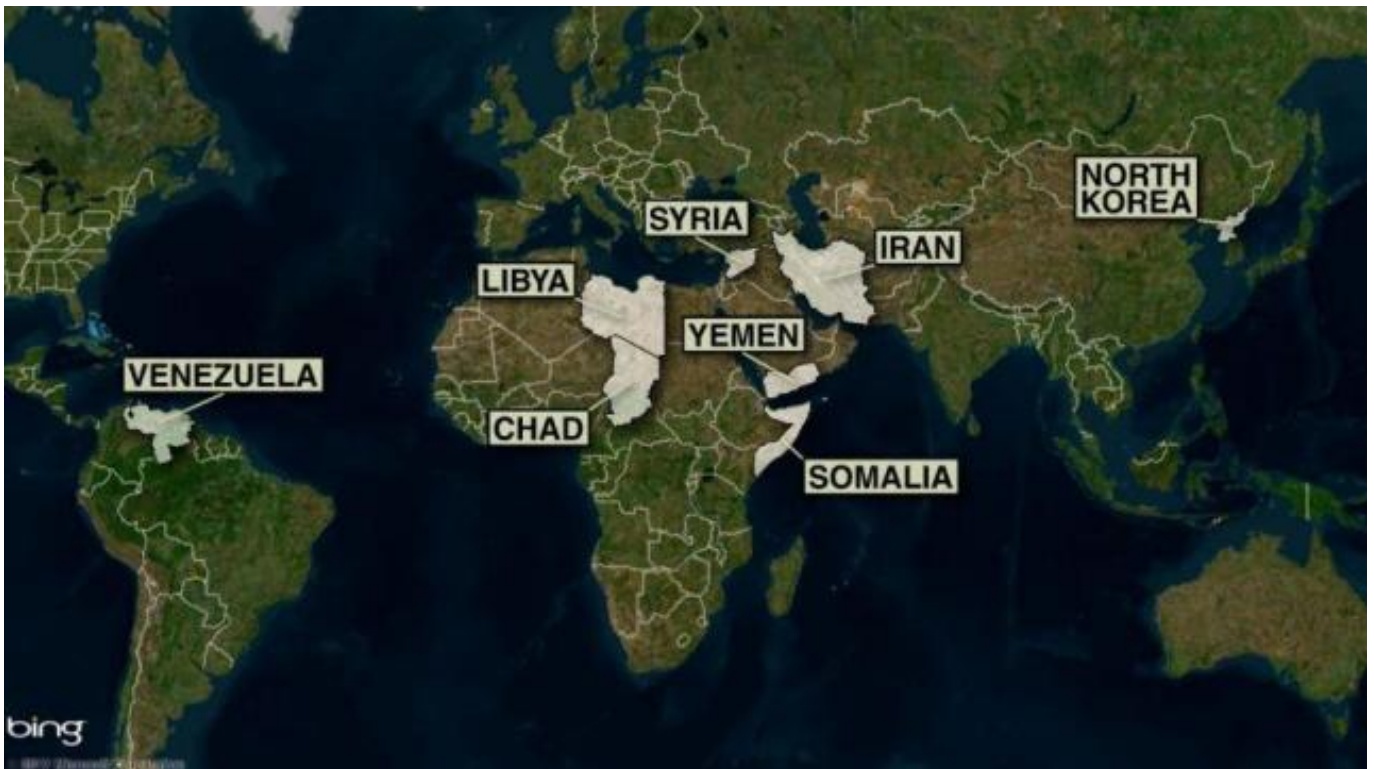 NORTH
KOREA
SYRIA
IRAN
LIBYA
YEMEN
VENEZUELA
CHAD
SOMALIA
bing